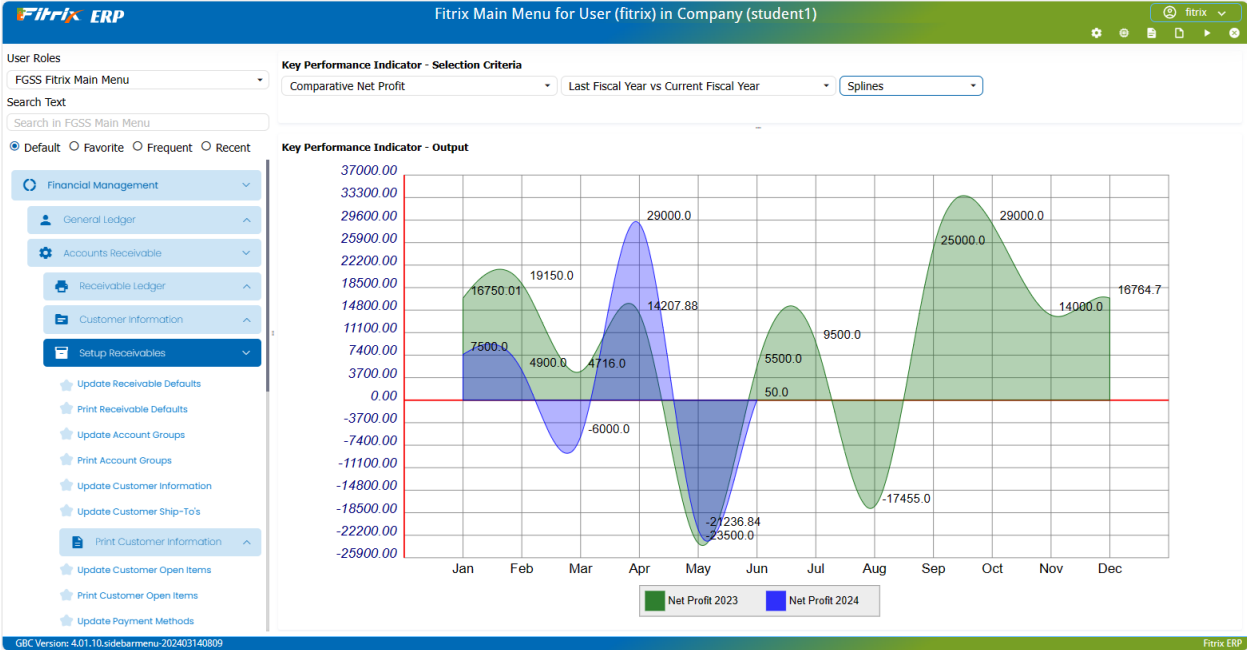 Fitrix ERP
Fitrix Main Menu for User (fitrix) in Company (student1)
fitrix
User Roles
FGSS Fitrix Main Menu
Search Text
Search in FGSS Main Menu
Default Favorite Frequent Recent
Financial Management
General Ledger
Accounts Receivable
Receivable Ledger
Customer Information
Setup Receivables
Update Receivable Defaults
Print Receivable Defaults
Update Account Groups
Print Account Groups
Update Customer Information
Update Customer Ship-To's
Print Customer Information
Update Customer Open Items
Print Customer Open Items
Update Payment Methods
Key Performance Indicator - Selection Criteria
Comparative Net Profit
Last Fiscal Year vs Current Fiscal Year
Splines
Key Performance Indicator - Output
37000.00
33300.00
29600.00
25900.00
22200.00
18500.00
14800.00
11100.00
7400.00
3700.00
0.00
-3700.00
-7400.00
-11100.00
-14800.00
-18500.00
-22200.00
-25900.00
16750.01
19150.0
4716.0
14207.88
-23500.0
5500.0
9500.0
-17455.0
25000.0
29000.0
14000.0
16764.7
7500.0
4900.0
-6000.0
29000.0
-21236.84
50.0
Jan Feb Mar Apr May Jun Jul Aug Sep Oct Nov Dec
Net Profit 2023 Net Profit 2024
GBC Version: 4.01.10.sidebarmenu-202403140809
Fitrix ERP